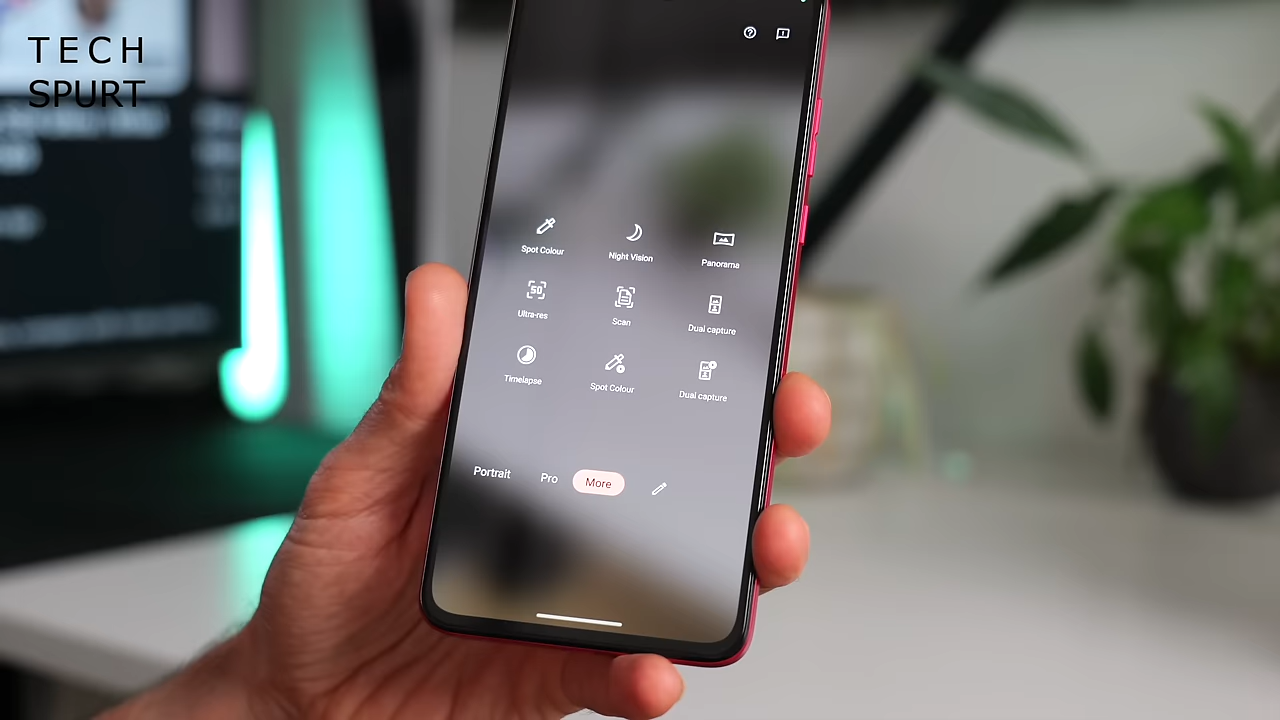 TECH
SPURT
Spot Colour
Night Vision
Panorama
50
Ultra-res
Scan
Dual capture
Timelapse
Spot Colour
Dual capture
Portrait
Pro
More